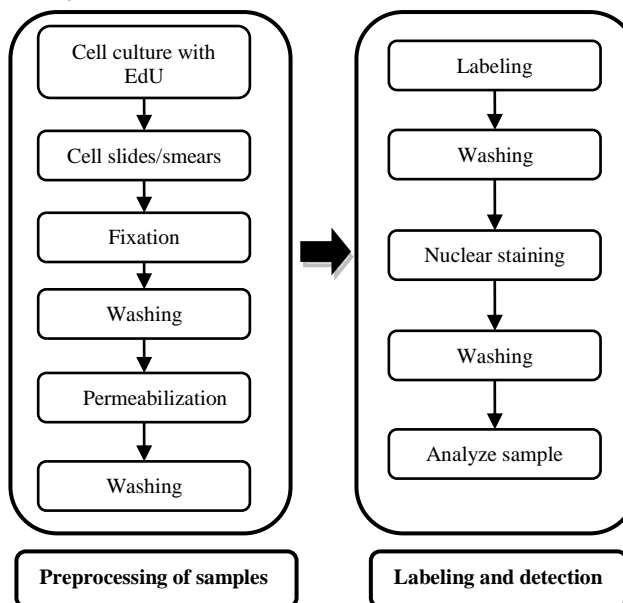 Cell culture with
EdU
Cell slides/smears
Fixation
Washing
Permeabilization
Washing
Preprocessing of samples
Labeling
Washing
Nuclear staining
Washing
Analyze sample
Labeling and detection